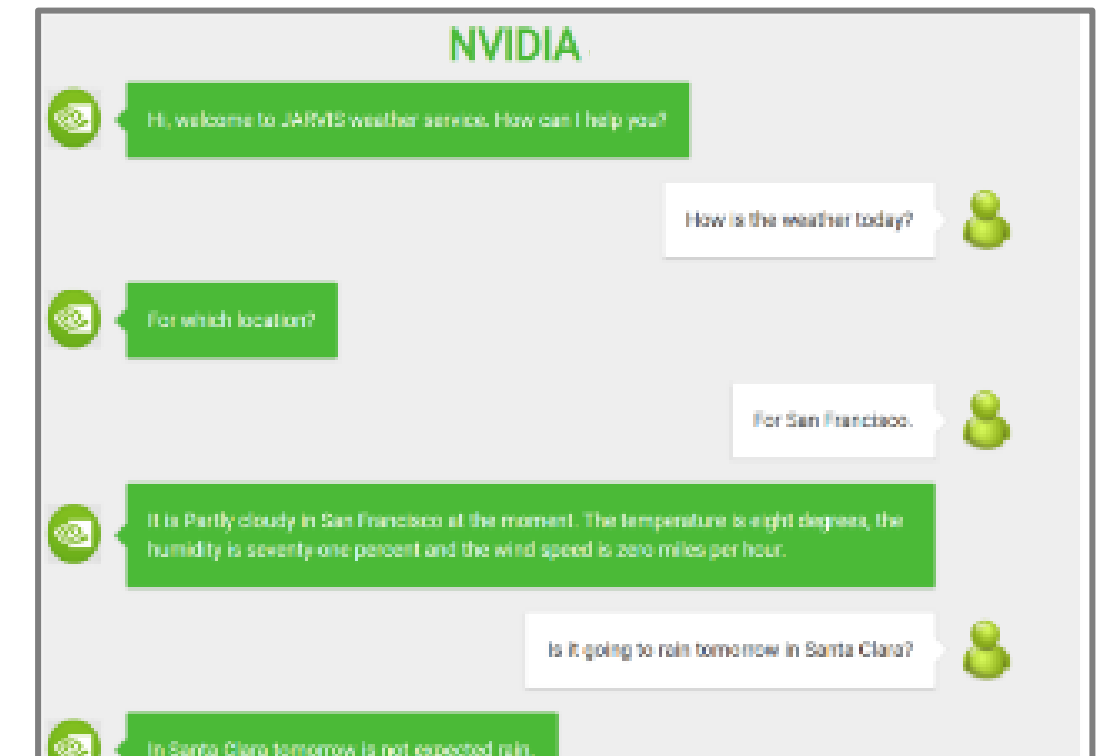 NVIDIA
Hi, welcome to JARVIS weather service. How can I help you?
How is the weather today?
For which location?
For San Francisco.
It is Partly cloudy in San Francisco at the moment. The temperature is eight degrees, the
humidity is seventy one percent and the wind speed is zero miles per hour.
Is it going to rain tomorrow in Santa Clara?
In Santa Clara tomorrow is not expected rain.